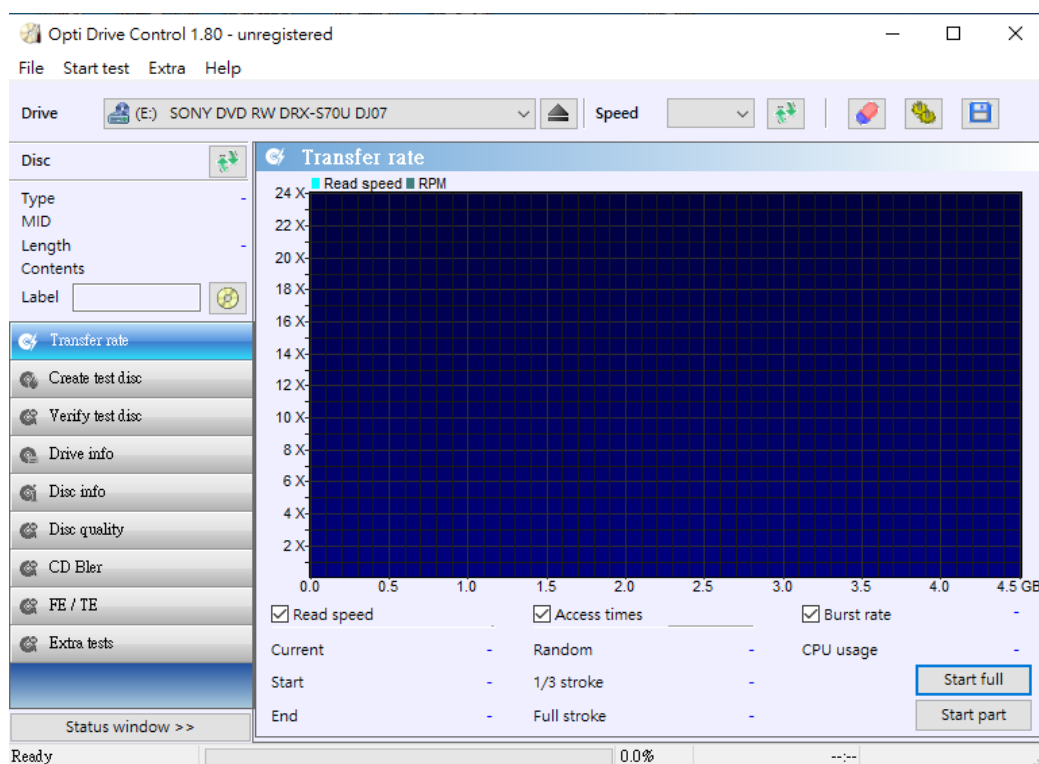 Opti Drive Control 1.80 - unregistered
File Start test Extra Help
Drive (E:) SONY DVD RW DRX-S70U DJ07 Speed
Disc
Type -
MID
Length -
Contents
Label
Transfer rate
Create test disc
Verify test disc
Drive info
Disc info
Disc quality
CD Bler
FE / TE
Extra tests
Status window >>
Transfer rate
Read speed RPM
24 X
22 X
20 X
18 X
16 X
14 X
12 X
10 X
8 X
6 X
4 X
2 X
0.0 0.5 1.0 1.5 2.0 2.5 3.0 3.5 4.0 4.5 GB
Read speed Access times Burst rate -
Current - Random - CPU usage -
Start - 1/3 stroke - Start full
End - Full stroke - Start part
Ready 0.0% --:--